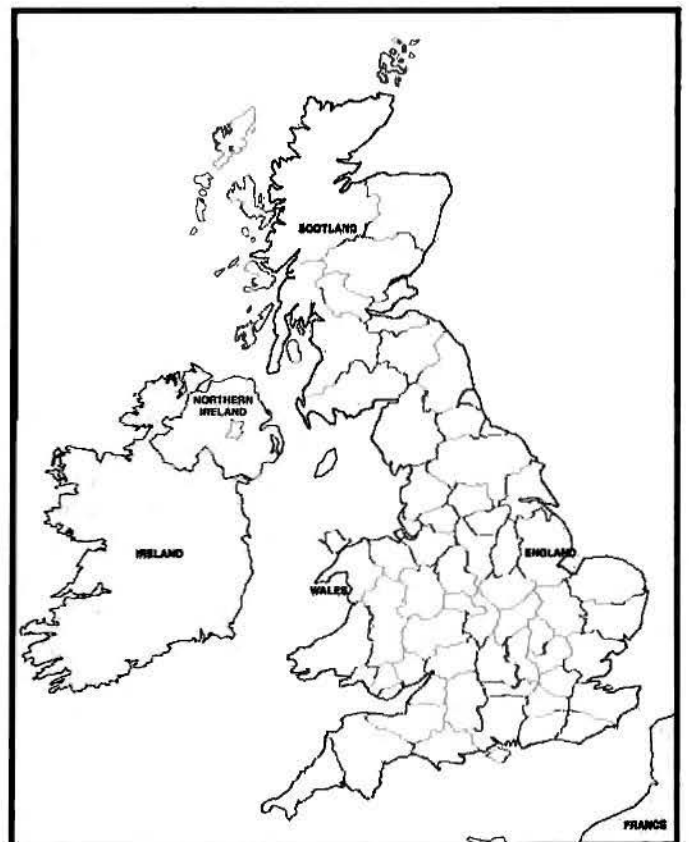 SCOTLAND
NORTHERN
IRELAND
IRELAND
ENGLAND
WALES
FRANCE